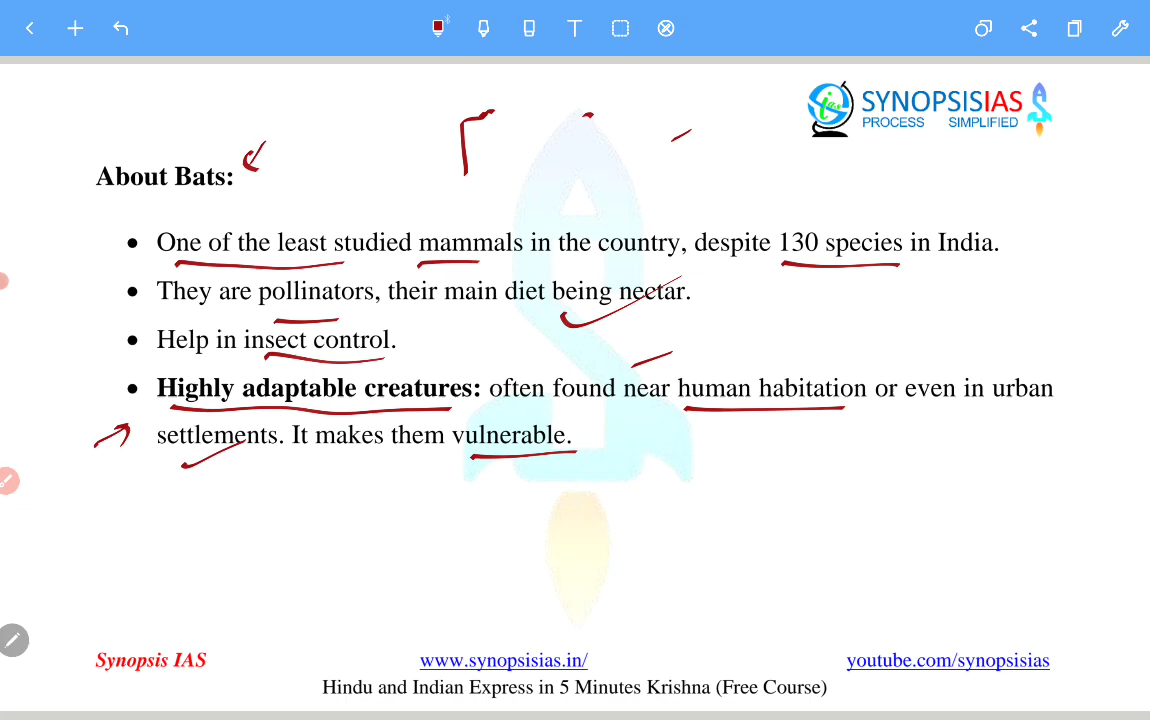 SYNOPSISIAS
PROCESS SIMPLIFIED
About Bats:
• One of the least studied mammals in the country, despite 130 species in India.
• They are pollinators, their main diet being nectar.
• Help in insect control.
• Highly adaptable creatures: often found near human habitation or even in urban
settlements. It makes them vulnerable.
Synopsis IAS www.synopsisias.in/ youtube.com/synopsisias
Hindu and Indian Express in 5 Minutes Krishna (Free Course)